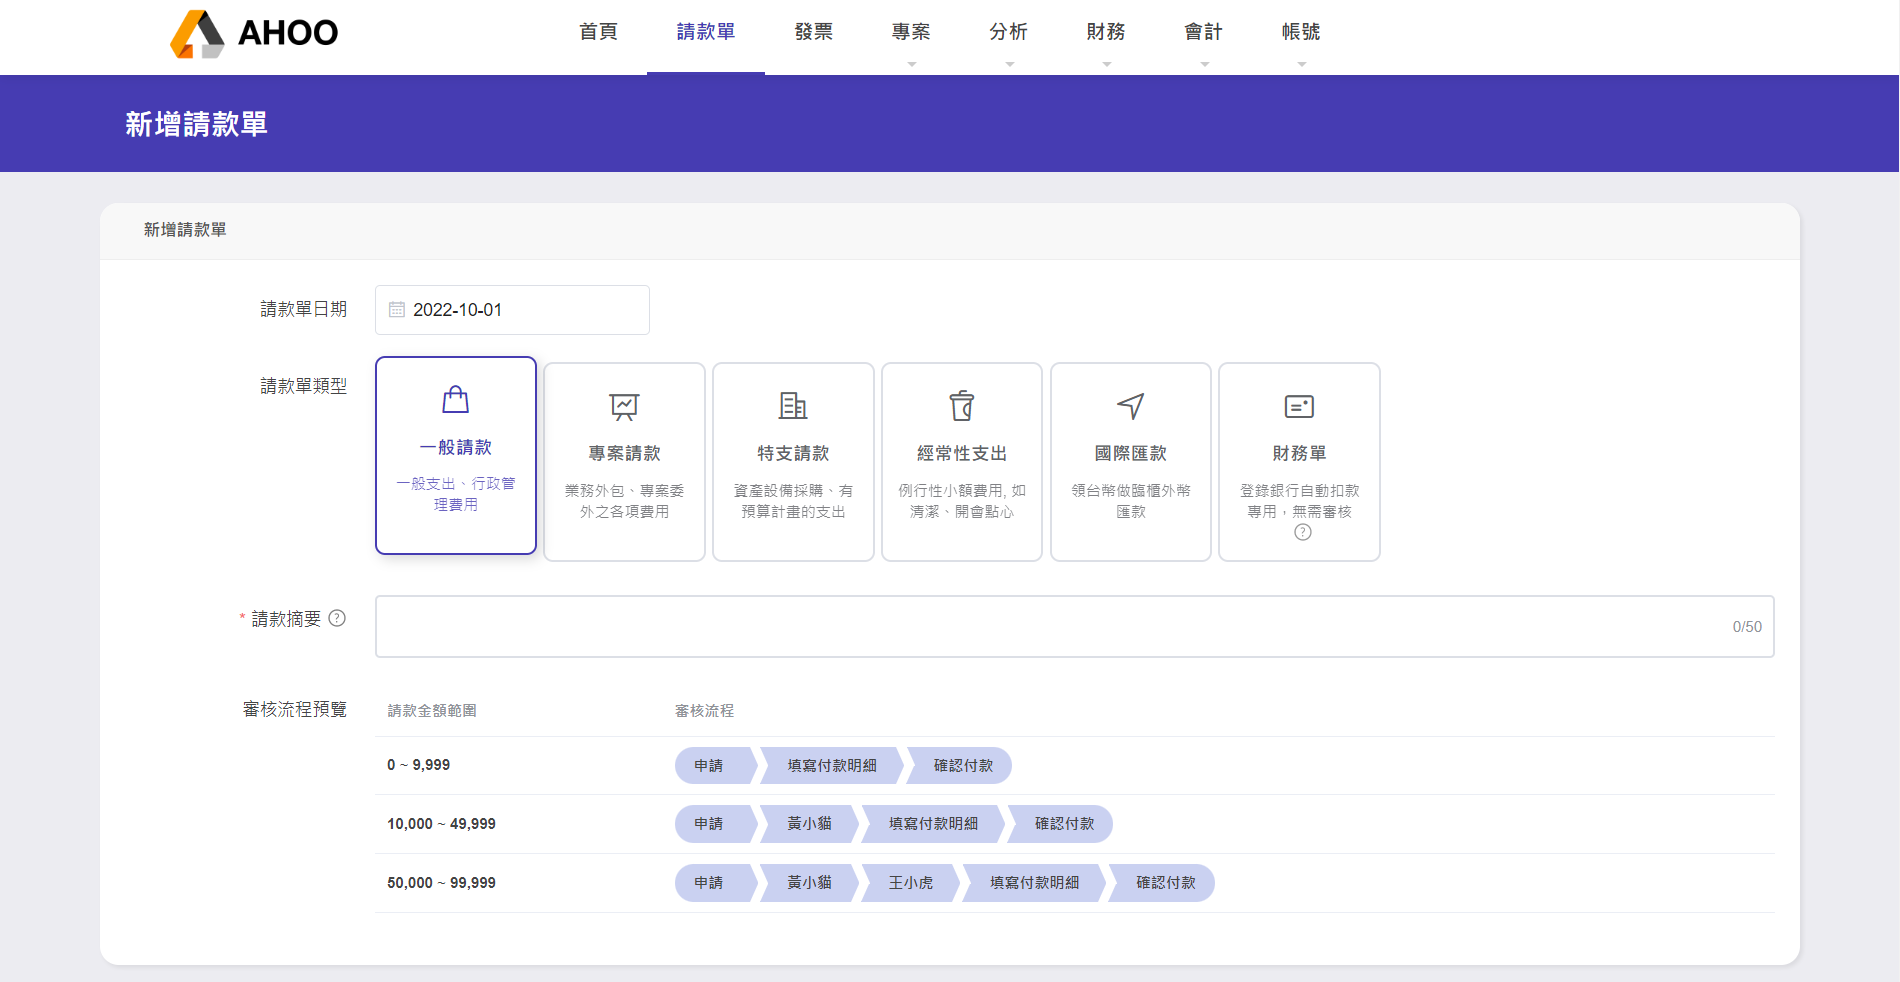 AHOO
首頁 請款單 發票 專案 分析 財務 會計 帳號
新增請款單
新增請款單
請款單日期 2022-10-01
請款單類型
一般請款
一般支出、行政管
理費用
專案請款
業務外包、專案委
外之各項費用
特支請款
資產設備採購、有
預算計畫的支出
經常性支出
例行性小額費用, 如
清潔、開會點心
國際匯款
領台幣做臨櫃外幣
匯款
財務單
登錄銀行自動扣款
專用，無需審核
?
* 請款摘要 ?
0/50
審核流程預覽 請款金額範圍 審核流程
0 ~ 9,999 申請 填寫付款明細 確認付款
10,000 ~ 49,999 申請 黃小貓 填寫付款明細 確認付款
50,000 ~ 99,999 申請 黃小貓 王小虎 填寫付款明細 確認付款